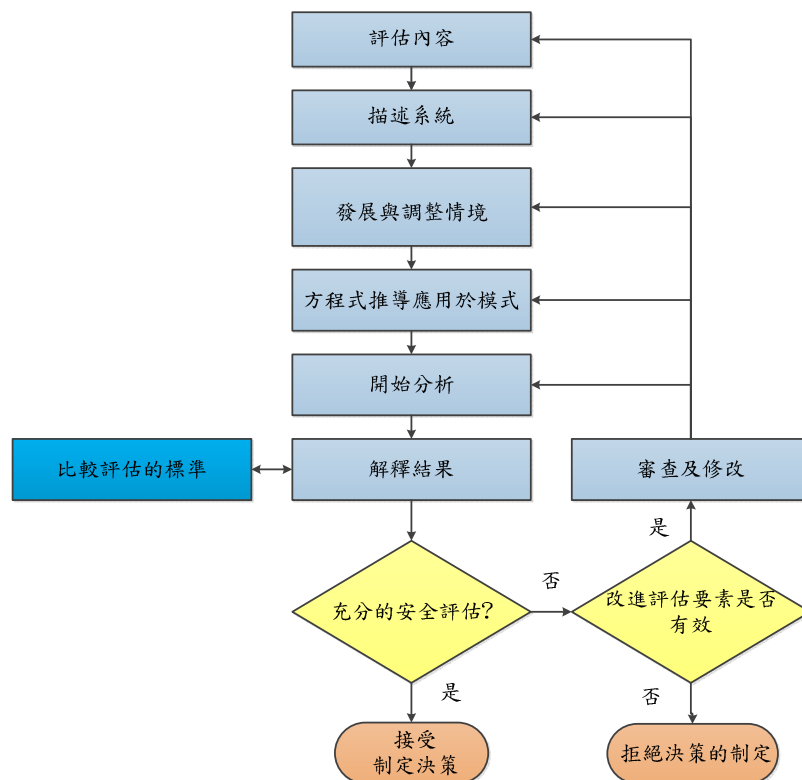 評估內容
描述系統
發展與調整情境
方程式推導應用於模式
開始分析
比較評估的標準
解釋結果
審查及修改
是
否
充分的安全評估?
改進評估要素是否
有效
是
否
接受
制定決策
拒絕決策的制定